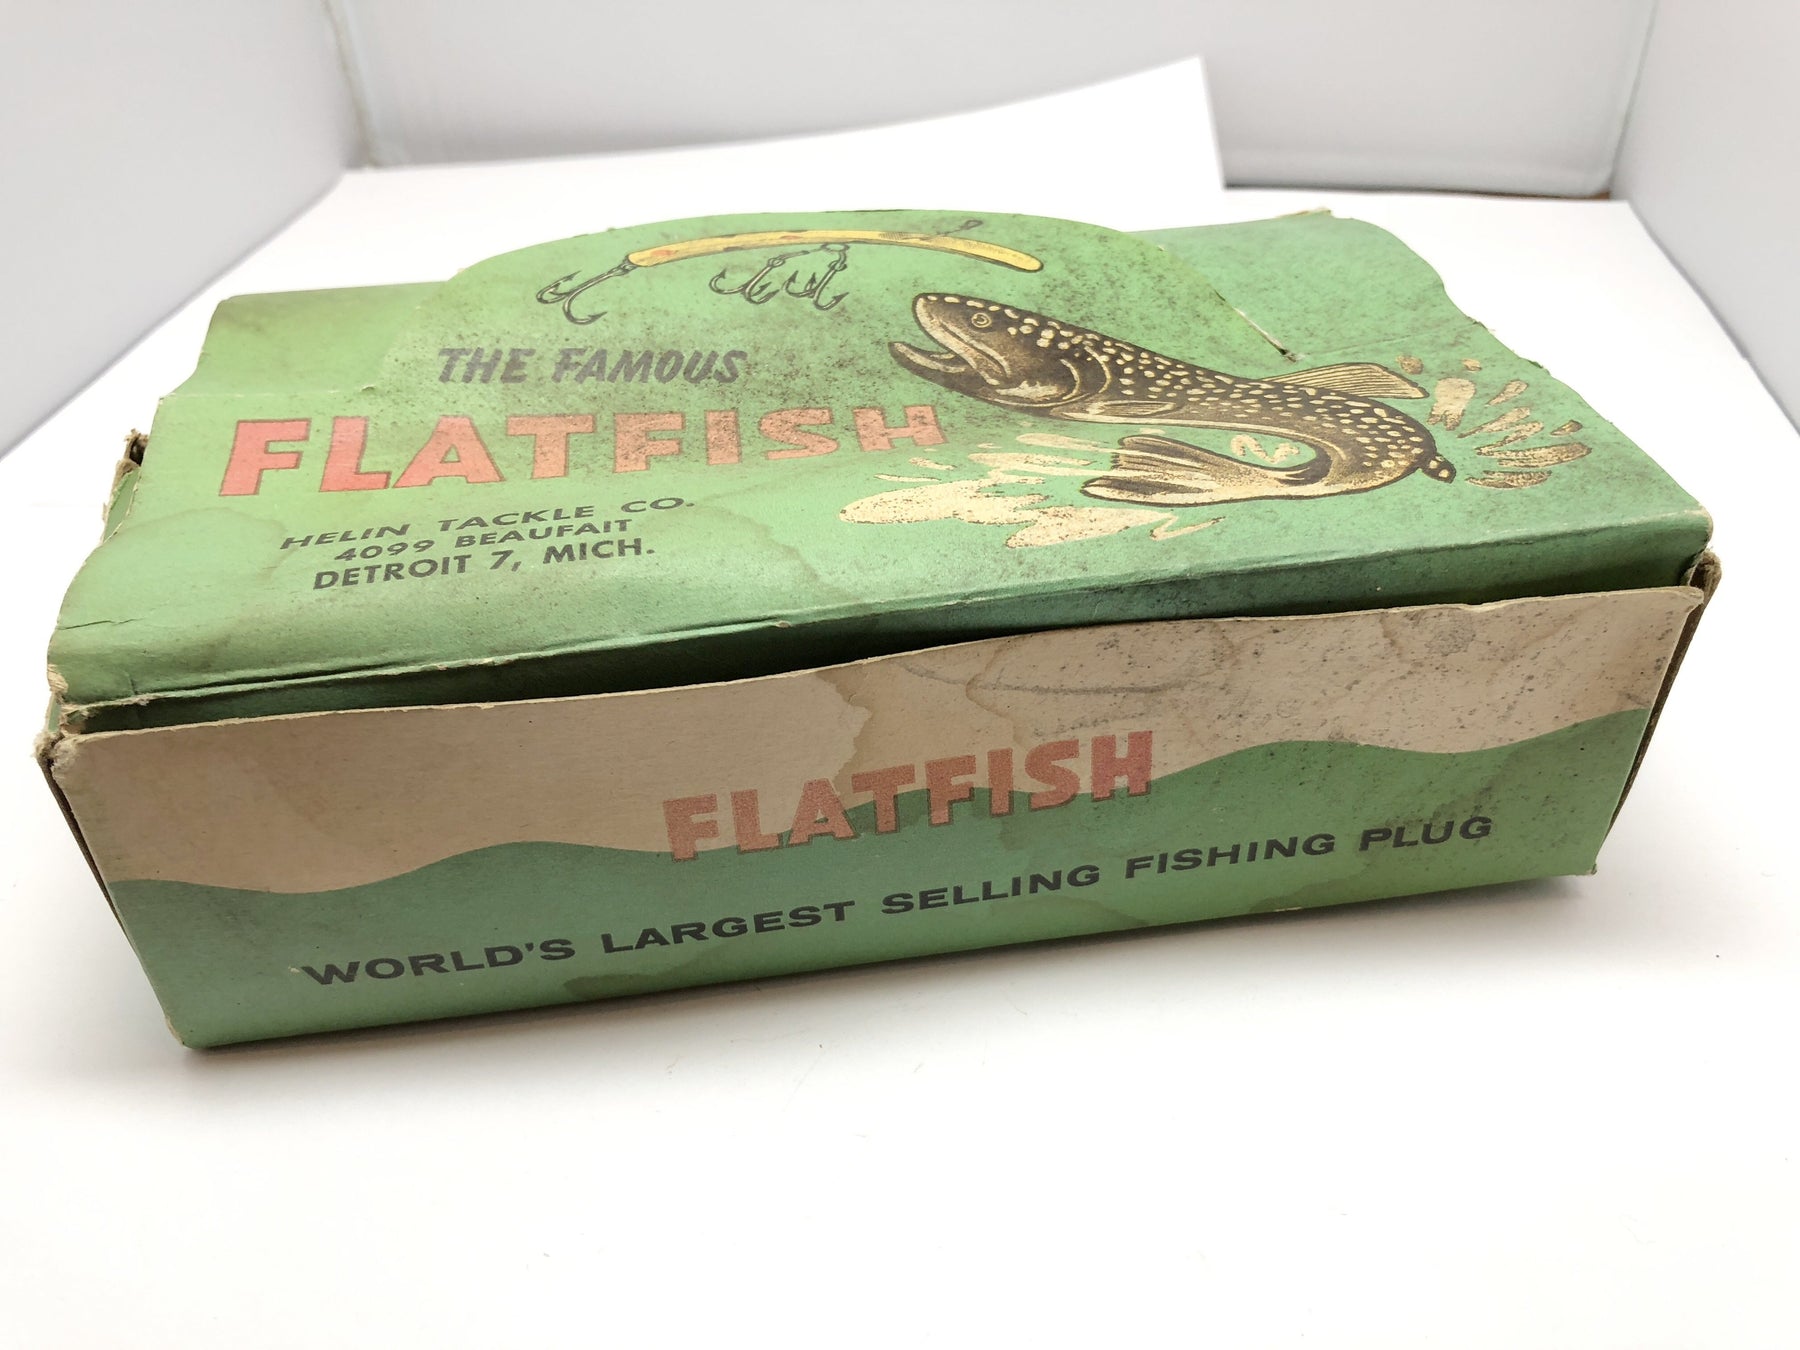 THE FAMOUS
FLATFISH
HELIN TACKLE CO.
4099 BEAUFAIT
DETROIT 7, MICH.
FLATFISH
WORLD'S LARGEST SELLING FISHING PLUG